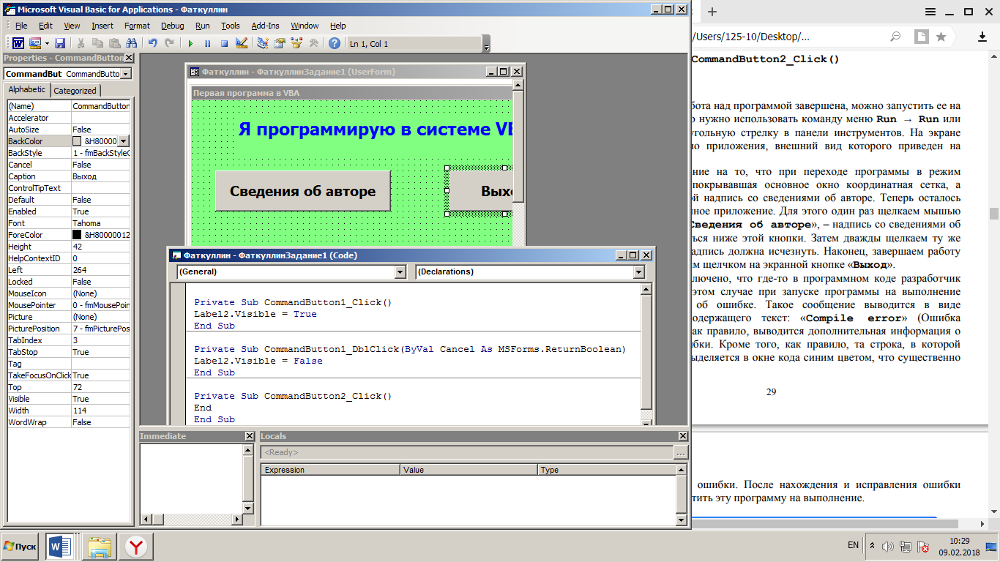 Microsoft Visual Basic for Applications - Фаткуллин
File Edit View Insert Format Debug Run Tools Add-Ins Window Help
Ln 1, Col 1
Properties - CommandButton
CommandBut CommandButto
Alphabetic Categorized
(Name) CommandButton
Accelerator
AutoSize False
BackColor &H80000
BackStyle 1 - fmBackStyleO
Cancel False
Caption Выход
ControlTipText
Default False
Enabled True
Font Tahoma
ForeColor &H80000012
Height 42
HelpContextID 0
Left 264
Locked False
MouseIcon (None)
MousePointer 0 - fmMousePoin
Picture (None)
PicturePosition 7 - fmPicturePos
TabIndex 3
TabStop True
Tag
TakeFocusOnClick True
Top 72
Visible True
Width 114
WordWrap False
Фаткуллин - ФаткуллинЗадание1 (UserForm)
Первая программа в VBA
Я программирую в системе VB
Сведения об авторе
Выхо
Фаткуллин - ФаткуллинЗадание1 (Code)
(General) (Declarations)
Private Sub CommandButton1_Click()
Label2.Visible = True
End Sub
Private Sub CommandButton1_DblClick(ByVal Cancel As MSForms.ReturnBoolean)
Label2.Visible = False
End Sub
Private Sub CommandButton2_Click()
End
End Sub
Immediate
Locals
<Ready>
...
Expression Value Type
/Users/125-10/Desktop/...
CommandButton2_Click()
бота над программой завершена, можно запустить ее на
о нужно использовать команду меню Run → Run или
угольную стрелку в панели инструментов. На экране
но приложения, внешний вид которого приведен на
ание на то, что при переходе программы в режим
покрывавшая основное окно координатная сетка, а
ой надпись со сведениями об авторе. Теперь осталось
нное приложение. Для этого один раз щелкаем мышью
Сведения об авторе», – надпись со сведениями об
ться ниже этой кнопки. Затем дважды щелкаем ту же
адпись должна исчезнуть. Наконец, завершаем работу
им щелчком на экранной кнопке «Выход».
лючено, что где-то в программном коде разработчик
этом случае при запуске программы на выполнение
об ошибке. Такое сообщение выводится в виде
одержащего текст: «Compile error» (Ошибка
ак правило, выводится дополнительная информация о
бки. Кроме того, как правило, та строка, в которой
ыделяется в окне кода синим цветом, что существенно
29
ошибки. После нахождения и исправления ошибки
тить эту программу на выполнение.
Пуск
EN
10:29
09.02.2018